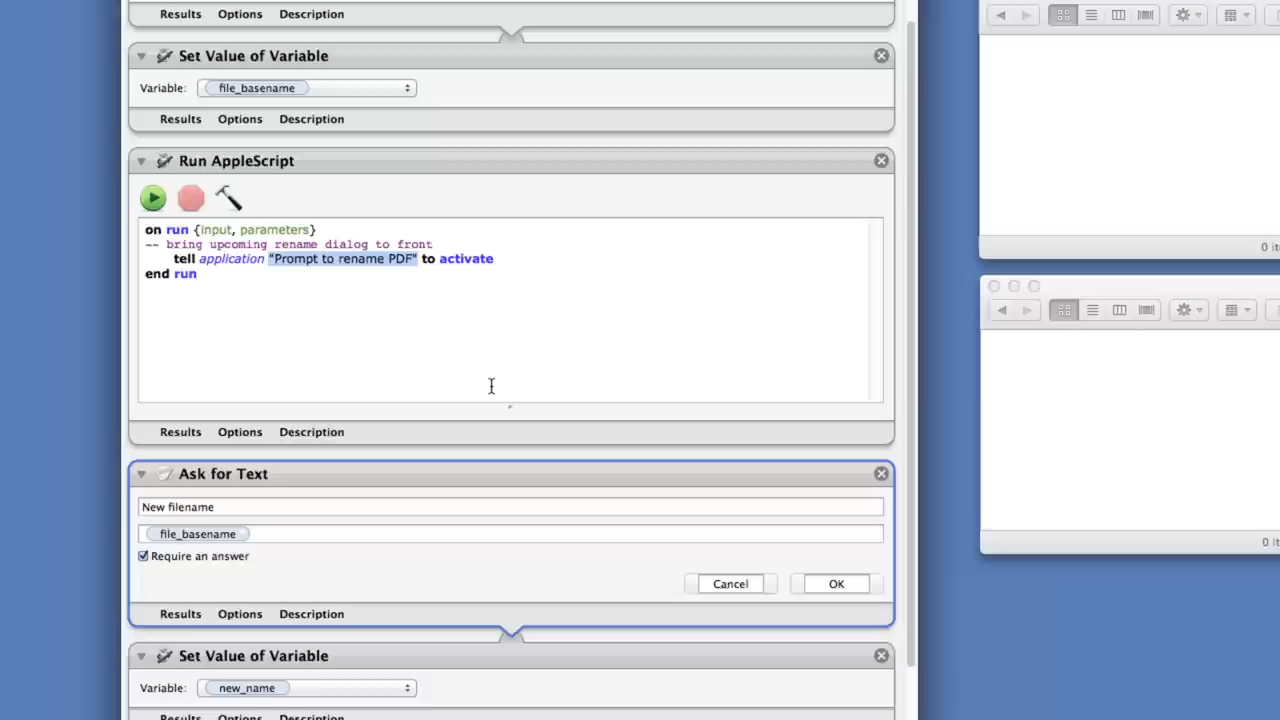 Results Options Description
Set Value of Variable
Variable: file_basename
Results Options Description
Run AppleScript
on run {input, parameters}
-- bring upcoming rename dialog to front
tell application "Prompt to rename PDF" to activate
end run
Results Options Description
Ask for Text
New filename
file_basename
Require an answer
Cancel OK
Results Options Description
Set Value of Variable
Variable: new_name
Results Options Description
0 it
0 it